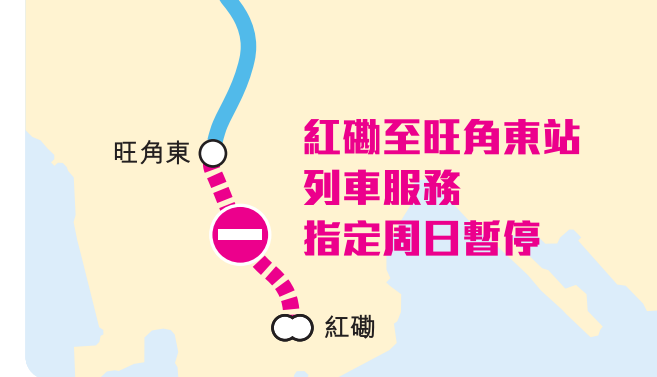 旺角東
紅磡至旺角東站
列車服務
指定周日暫停
紅磡